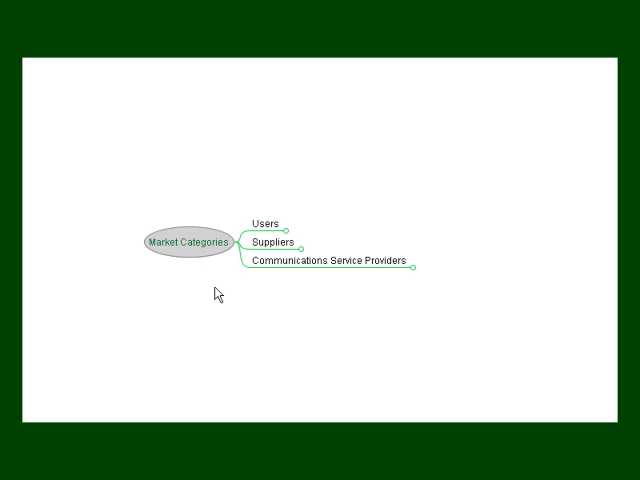 Users
Market Categories
Suppliers
Communications Service Providers